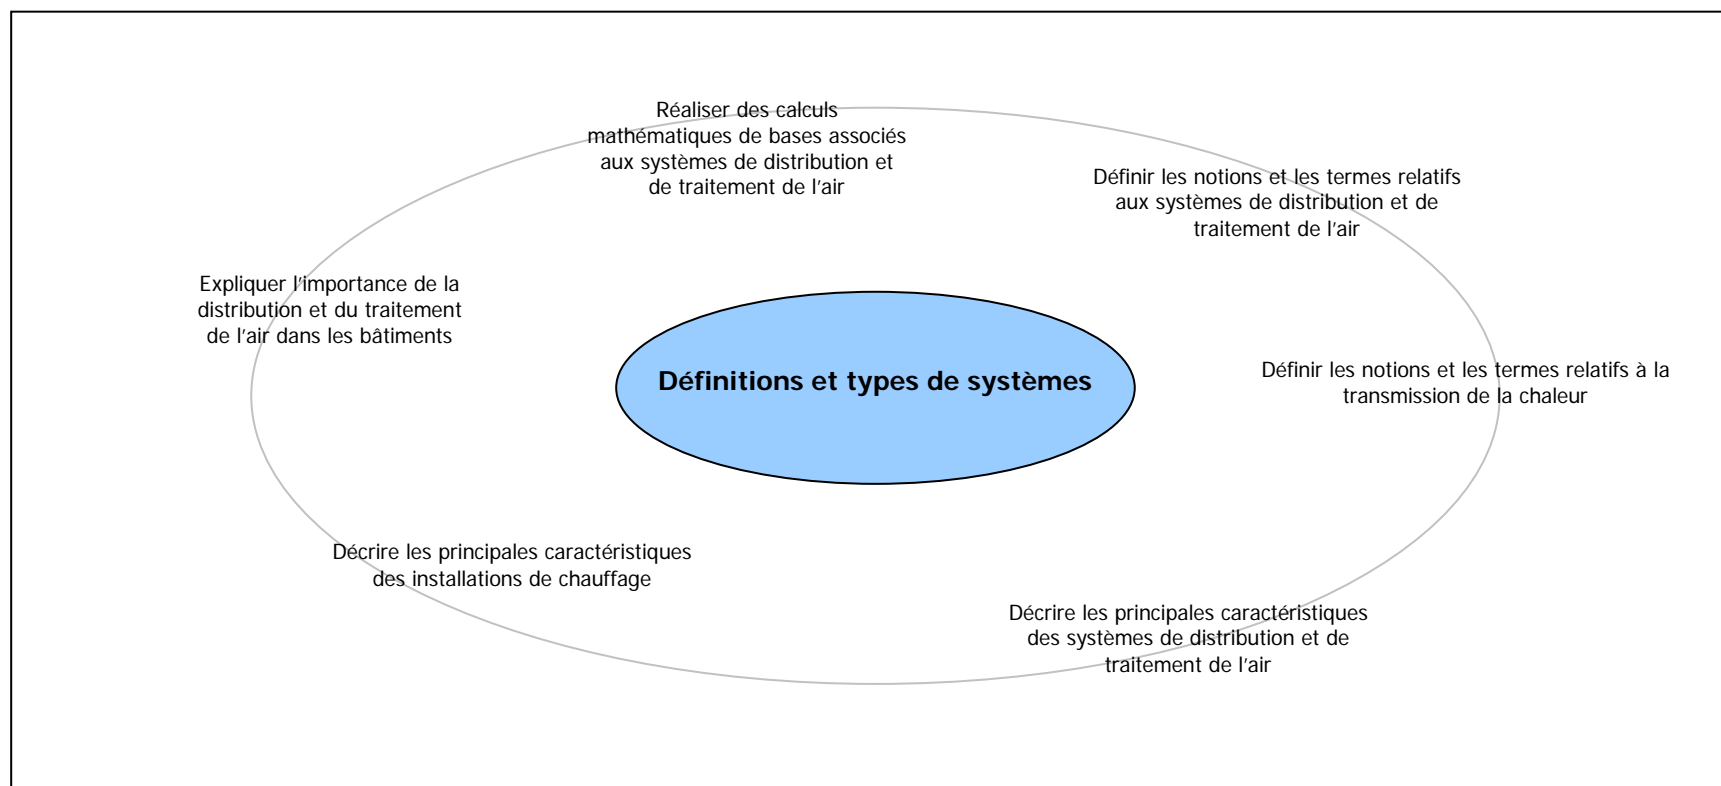 Réaliser des calculs
mathématiques de bases associés
aux systèmes de distribution et
de traitement de l'air
Définir les notions et les termes relatifs
aux systèmes de distribution et de
traitement de l'air
Expliquer l'importance de la
distribution et du traitement
de l'air dans les bâtiments
Définitions et types de systèmes
Définir les notions et les termes relatifs à la
transmission de la chaleur
Décrire les principales caractéristiques
des installations de chauffage
Décrire les principales caractéristiques
des systèmes de distribution et de
traitement de l'air